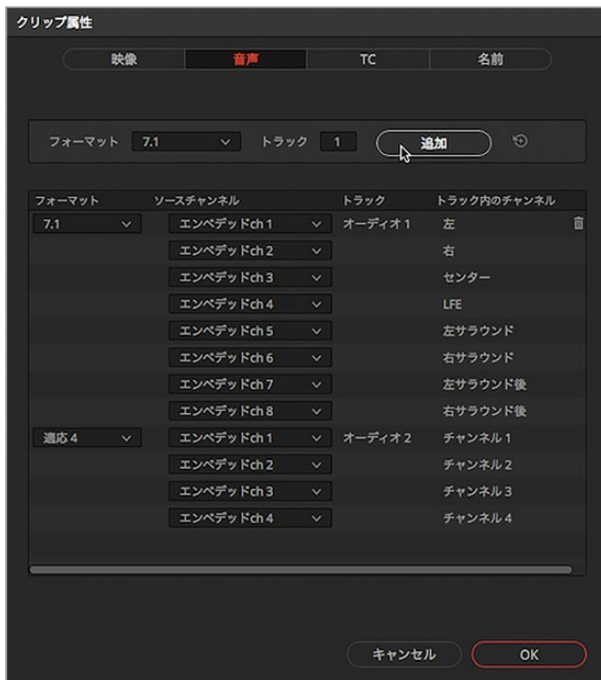 クリップ属性
映像 音声 TC 名前
フォーマット 7.1 トラック 1 追加
フォーマット ソースチャンネル トラック トラック内のチャンネル
7.1 エンベデッドch 1 オーディオ 1 左
エンベデッドch 2 右
エンベデッドch 3 センター
エンベデッドch 4 LFE
エンベデッドch 5 左サラウンド
エンベデッドch 6 右サラウンド
エンベデッドch 7 左サラウンド後
エンベデッドch 8 右サラウンド後
適応 4 エンベデッドch 1 オーディオ 2 チャンネル 1
エンベデッドch 2 チャンネル 2
エンベデッドch 3 チャンネル 3
エンベデッドch 4 チャンネル 4
キャンセル OK